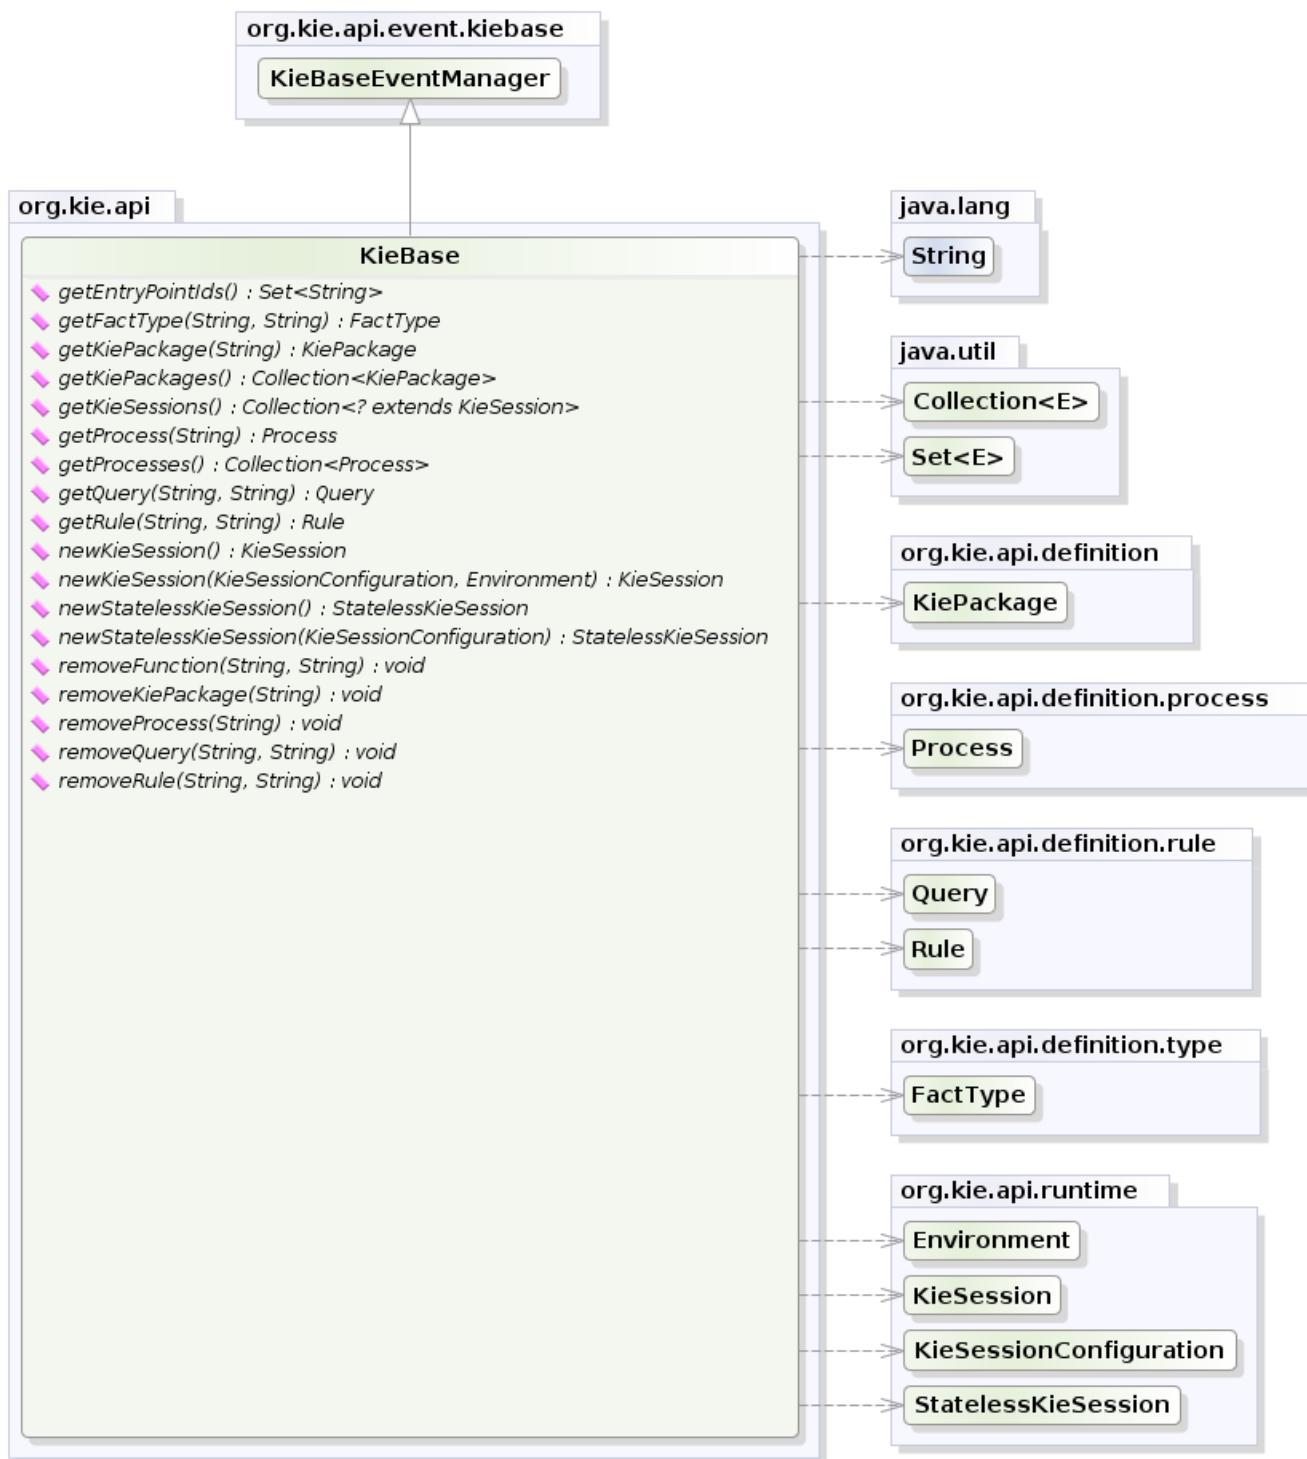 org.kie.api.event.kiebase
KieBaseEventManager
org.kie.api
KieBase
getEntryPointIds() : Set<String>
getFactType(String, String) : FactType
getKiePackage(String) : KiePackage
getKiePackages() : Collection<KiePackage>
getKieSessions() : Collection<? extends KieSession>
getProcess(String) : Process
getProcesses() : Collection<Process>
getQuery(String, String) : Query
getRule(String, String) : Rule
newKieSession() : KieSession
newKieSession(KieSessionConfiguration, Environment) : KieSession
newStatelessKieSession() : StatelessKieSession
newStatelessKieSession(KieSessionConfiguration) : StatelessKieSession
removeFunction(String, String) : void
removeKiePackage(String) : void
removeProcess(String) : void
removeQuery(String, String) : void
removeRule(String, String) : void
java.lang
String
java.util
Collection<E>
Set<E>
org.kie.api.definition
KiePackage
org.kie.api.definition.process
Process
org.kie.api.definition.rule
Query
Rule
org.kie.api.definition.type
FactType
org.kie.api.runtime
Environment
KieSession
KieSessionConfiguration
StatelessKieSession